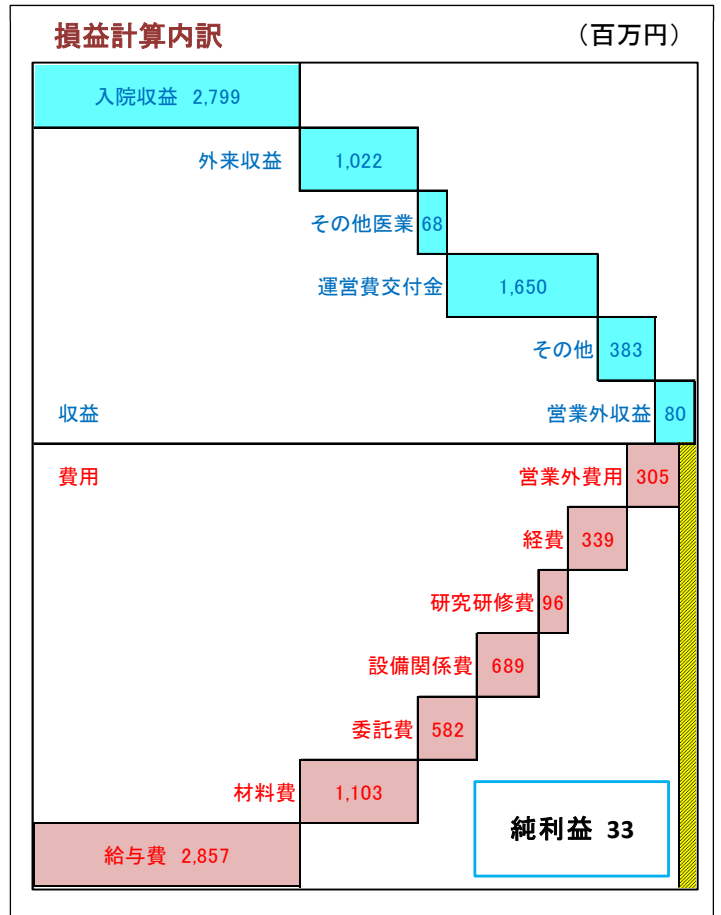 損益計算内訳 (百万円)
入院収益 2,799
外来収益 1,022
その他医業 68
運営費交付金 1,650
その他 383
収益 営業外収益 80
費用 営業外費用 305
経費 339
研究研修費 96
設備関係費 689
委託費 582
材料費 1,103
純利益 33
給与費 2,857